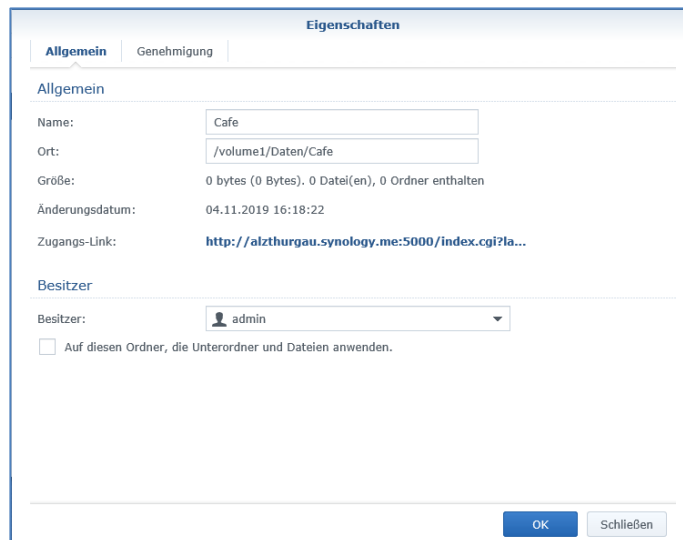 Eigenschaften
Allgemein Genehmigung
Allgemein
Name: Cafe
Ort: /volume1/Daten/Cafe
Größe: 0 bytes (0 Bytes). 0 Datei(en), 0 Ordner enthalten
Änderungsdatum: 04.11.2019 16:18:22
Zugangs-Link: http://alzthurgau.synology.me:5000/index.cgi?la...
Besitzer
Besitzer: admin
Auf diesen Ordner, die Unterordner und Dateien anwenden.
OK Schließen